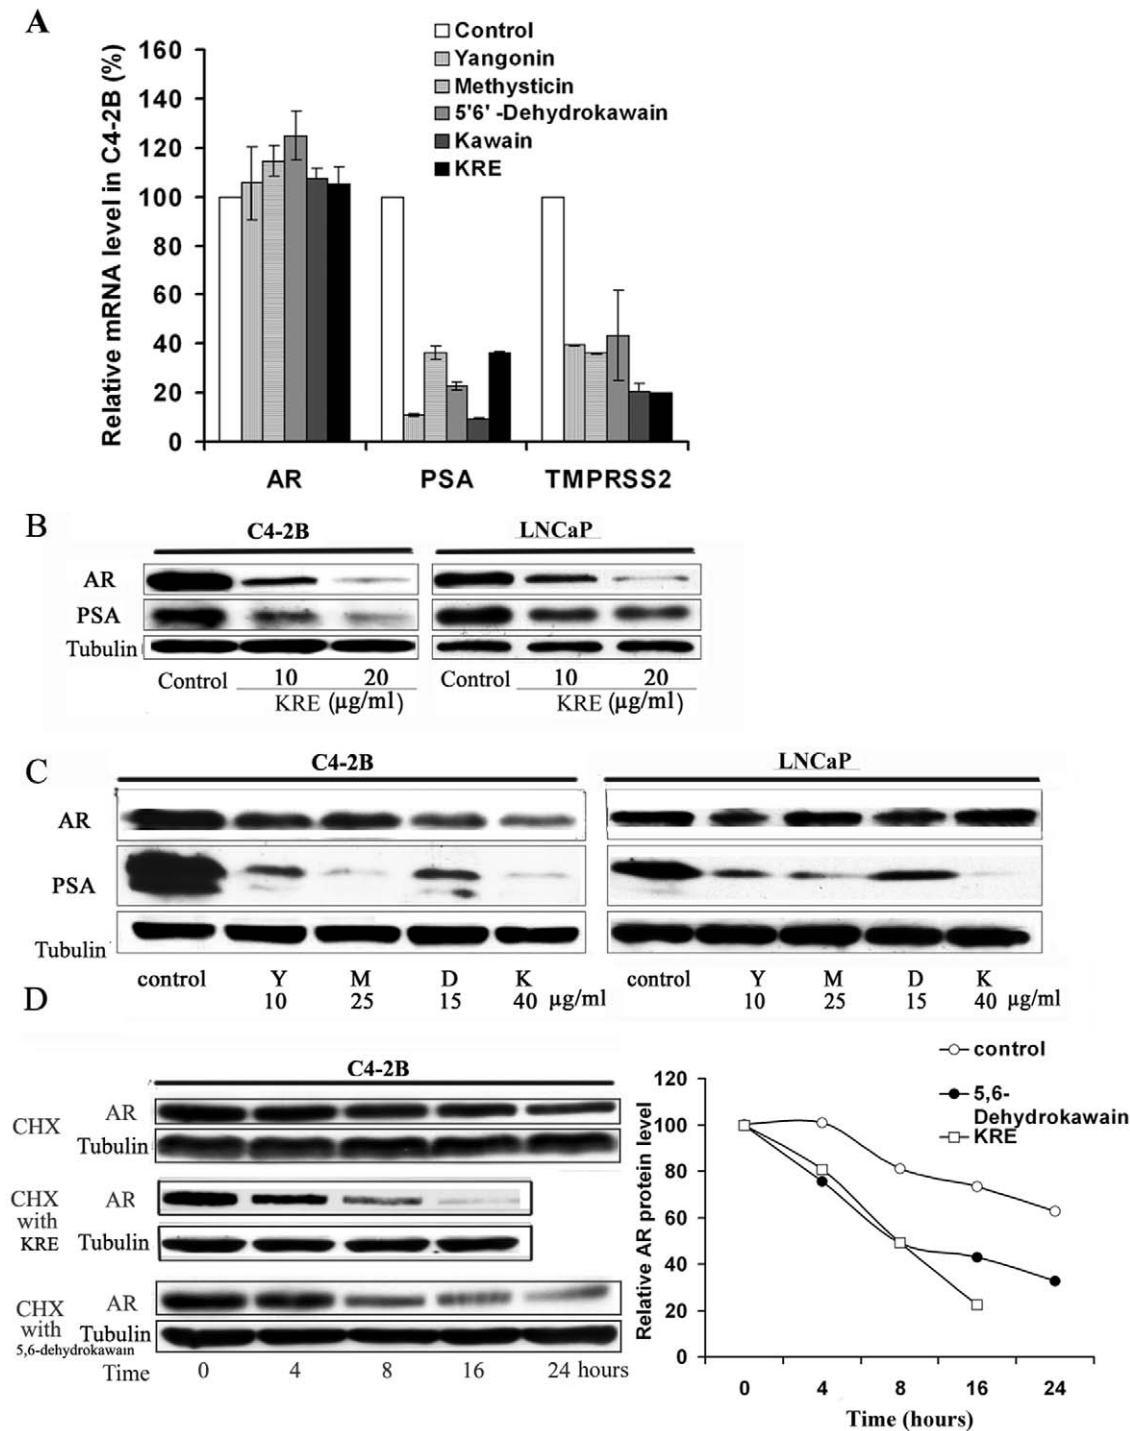 A
Relative mRNA level in C4-2B (%)
160
140
120
100
80
60
40
20
0
Control
Yangonin
Methysticin
5'6' -Dehydrokawain
Kawain
KRE
AR PSA TMPRSS2
B
C4-2B LNCaP
AR
PSA
Tubulin
Control 10 20 Control 10 20
KRE (µg/ml) KRE (µg/ml)
C
C4-2B LNCaP
AR
PSA
Tubulin
control Y M D K control Y M D K
10 25 15 40 µg/ml 10 25 15 40 µg/ml
D
C4-2B
CHX AR
Tubulin
CHX with KRE AR
Tubulin
CHX with 5,6-dehydrokawain AR
Tubulin
Time 0 4 8 16 24 hours
control
5,6-
Dehydrokawain
KRE
Relative AR protein level
120
100
80
60
40
20
0
0 4 8 16 24
Time (hours)